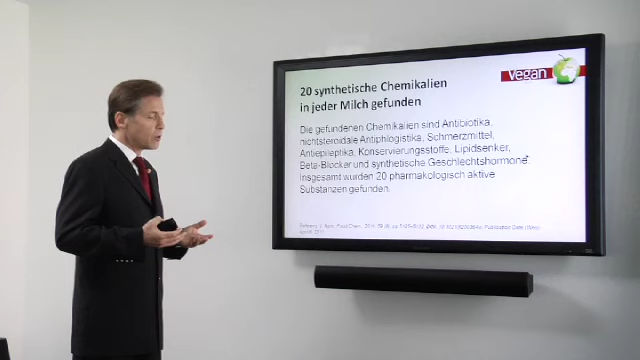 vegan
20 synthetische Chemikalien
in jeder Milch gefunden
Die gefundenen Chemikalien sind Antibiotika,
nichtsteroidale Antiphlogistika, Schmerzmittel,
Antiepileptika, Konservierungsstoffe, Lipidsenker,
Beta-Blocker und synthetische Geschlechtshormone.
Insgesamt wurden 20 pharmakologisch aktive
Substanzen gefunden.